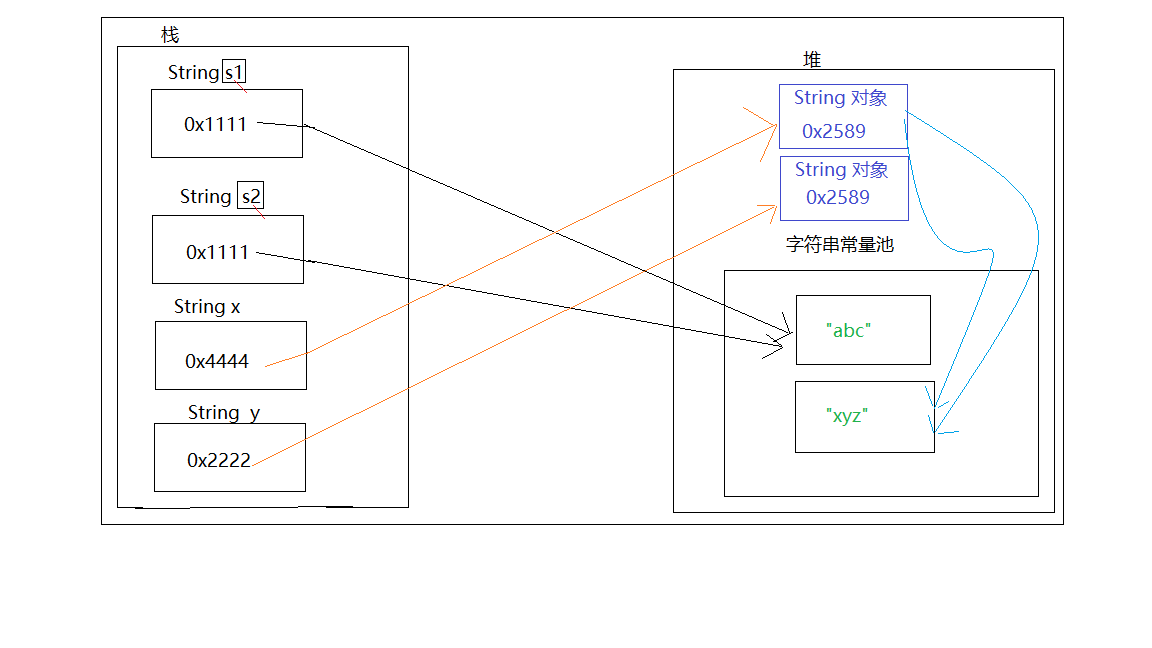 栈
String s1
0x1111
String s2
0x1111
String x
0x4444
String y
0x2222
堆
String 对象
0x2589
String 对象
0x2589
字符串常量池
"abc"
"xyz"